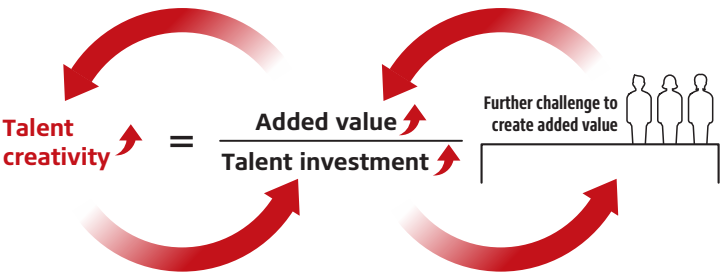 Talent
creativity
=
Added value
Talent investment
Further challenge to
create added value